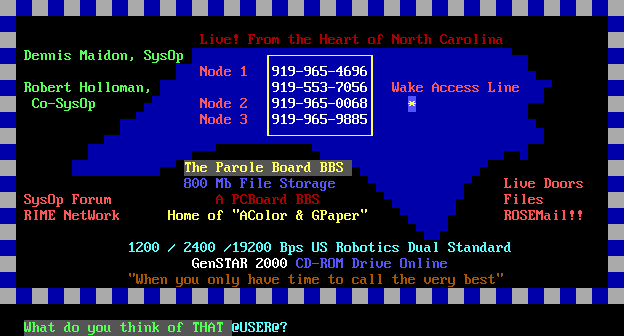 Live! From the Heart of North Carolina
Dennis Maidon, SysOp
Node 1 919-965-4696
Robert Holloman, 919-553-7056 Wake Access Line
Co-SysOp Node 2 919-965-0068 *
Node 3 919-965-9885
The Parole Board BBS
800 Mb File Storage Live Doors
SysOp Forum A PCBoard BBS Files
RIME NetWork Home of "AColor & GPaper" ROSEMail!!
1200 / 2400 /19200 Bps US Robotics Dual Standard
GenSTAR 2000 CD-ROM Drive Online
"When you only have time to call the very best"
What do you think of THAT @USER@?